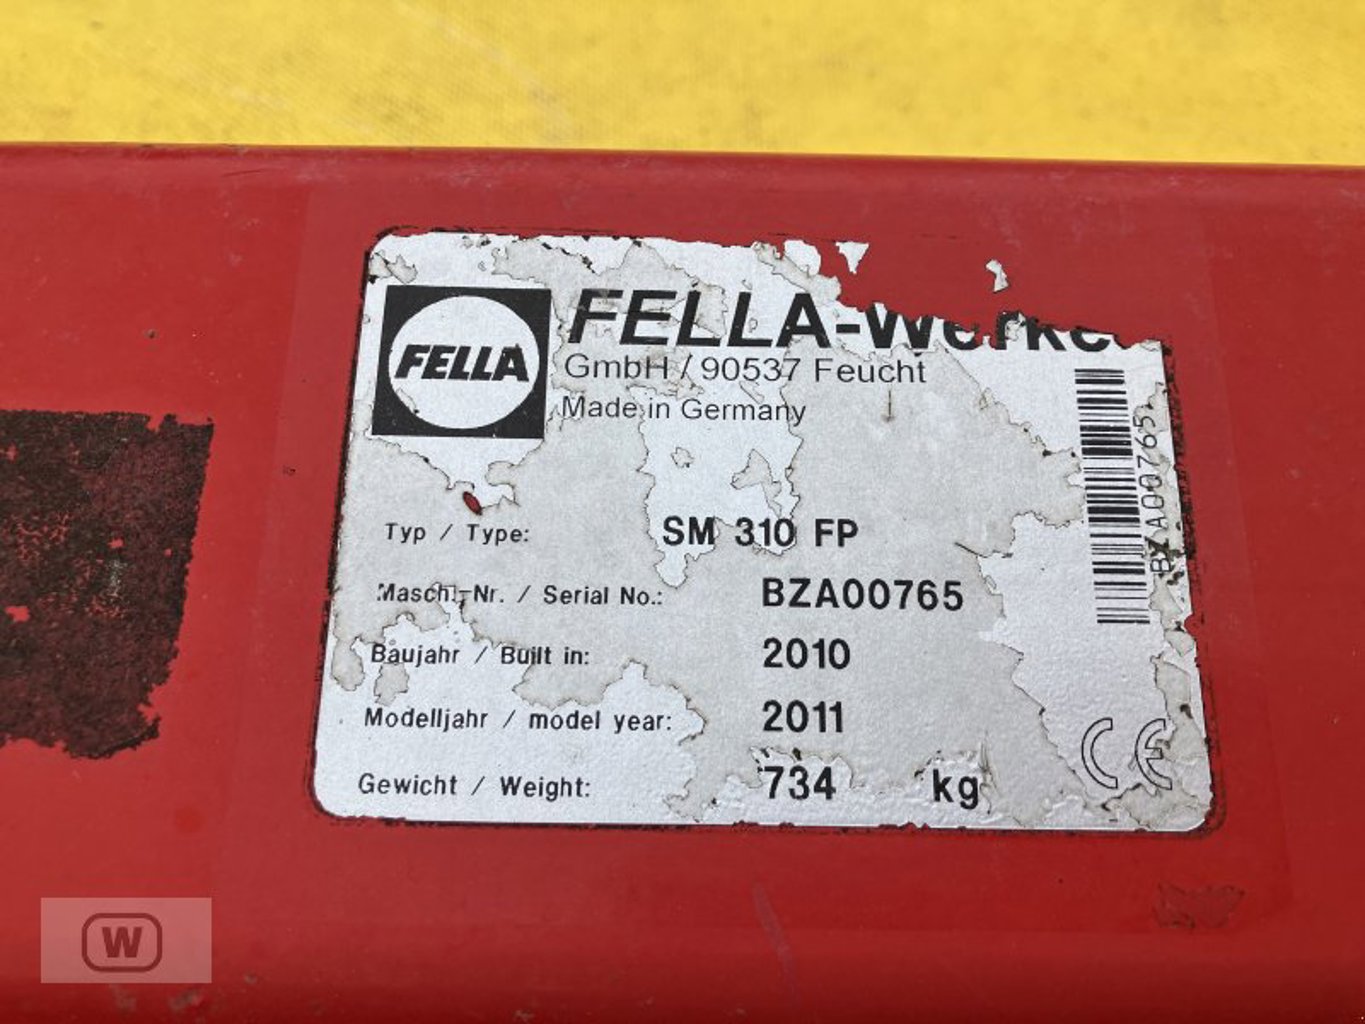 FELLA
FELLA-Werke
GmbH / 90537 Feucht
Made in Germany
Typ / Type: SM 310 FP
Masch.-Nr. / Serial No.: BZA00765
Baujahr / Built in: 2010
Modelljahr / model year: 2011
Gewicht / Weight: 734 kg
BZA00765
CE
W